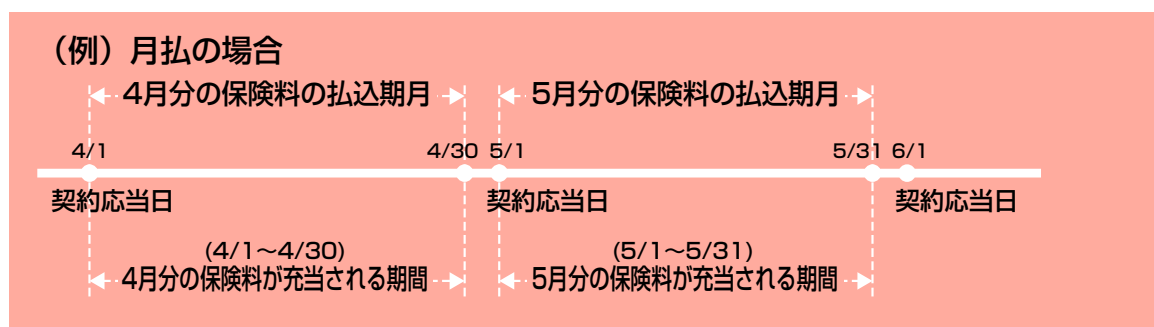 （例）月払の場合
4月分の保険料の払込期月 5月分の保険料の払込期月
4/1 4/30 5/1 5/31 6/1
契約応当日 契約応当日 契約応当日
(4/1〜4/30) (5/1〜5/31)
4月分の保険料が充当される期間 5月分の保険料が充当される期間